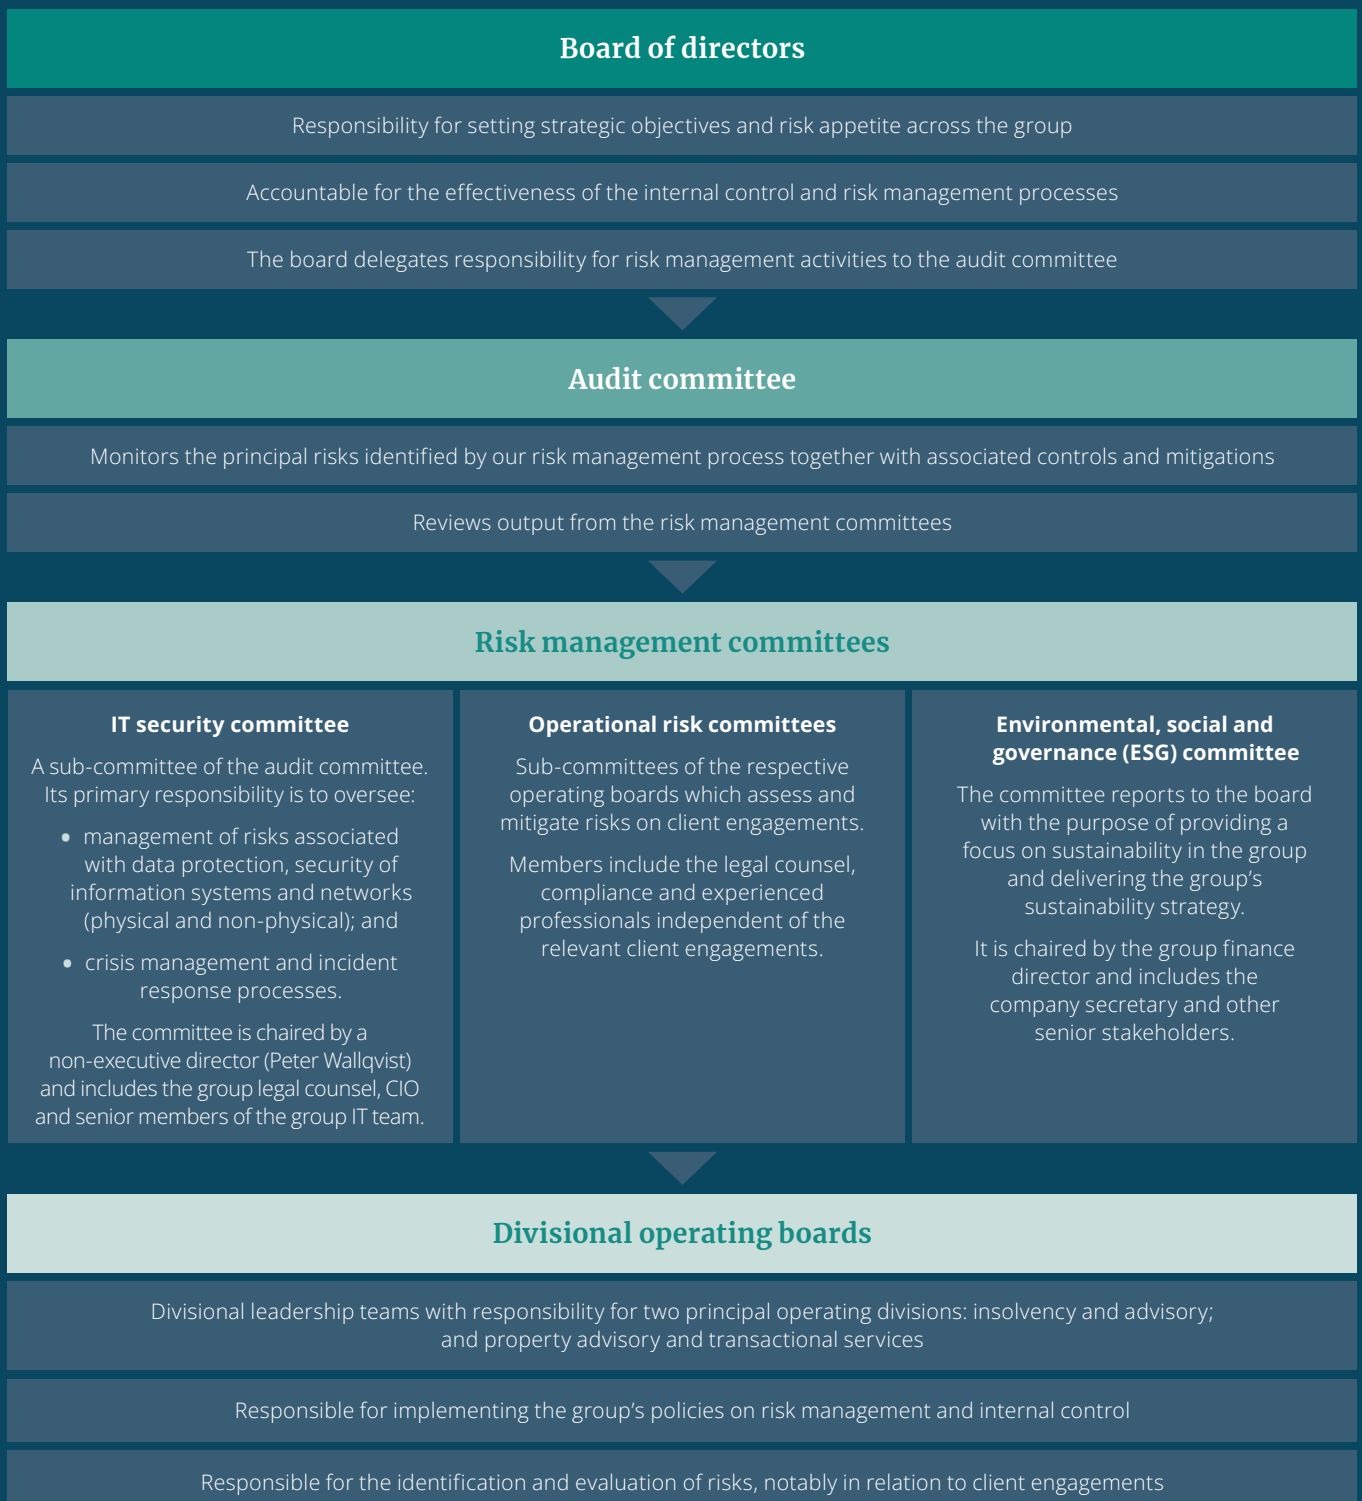 Board of directors
Responsibility for setting strategic objectives and risk appetite across the group
Accountable for the effectiveness of the internal control and risk management processes
The board delegates responsibility for risk management activities to the audit committee
Audit committee
Monitors the principal risks identified by our risk management process together with associated controls and mitigations
Reviews output from the risk management committees
Risk management committees
IT security committee
A sub-committee of the audit committee.
Its primary responsibility is to oversee:
• management of risks associated
with data protection, security of
information systems and networks
(physical and non-physical); and
• crisis management and incident
response processes.
The committee is chaired by a
non-executive director (Peter Wallqvist)
and includes the group legal counsel, CIO
and senior members of the group IT team.
Operational risk committees
Sub-committees of the respective
operating boards which assess and
mitigate risks on client engagements.
Members include the legal counsel,
compliance and experienced
professionals independent of the
relevant client engagements.
Environmental, social and
governance (ESG) committee
The committee reports to the board
with the purpose of providing a
focus on sustainability in the group
and delivering the group's
sustainability strategy.
It is chaired by the group finance
director and includes the
company secretary and other
senior stakeholders.
Divisional operating boards
Divisional leadership teams with responsibility for two principal operating divisions: insolvency and advisory;
and property advisory and transactional services
Responsible for implementing the group's policies on risk management and internal control
Responsible for the identification and evaluation of risks, notably in relation to client engagements